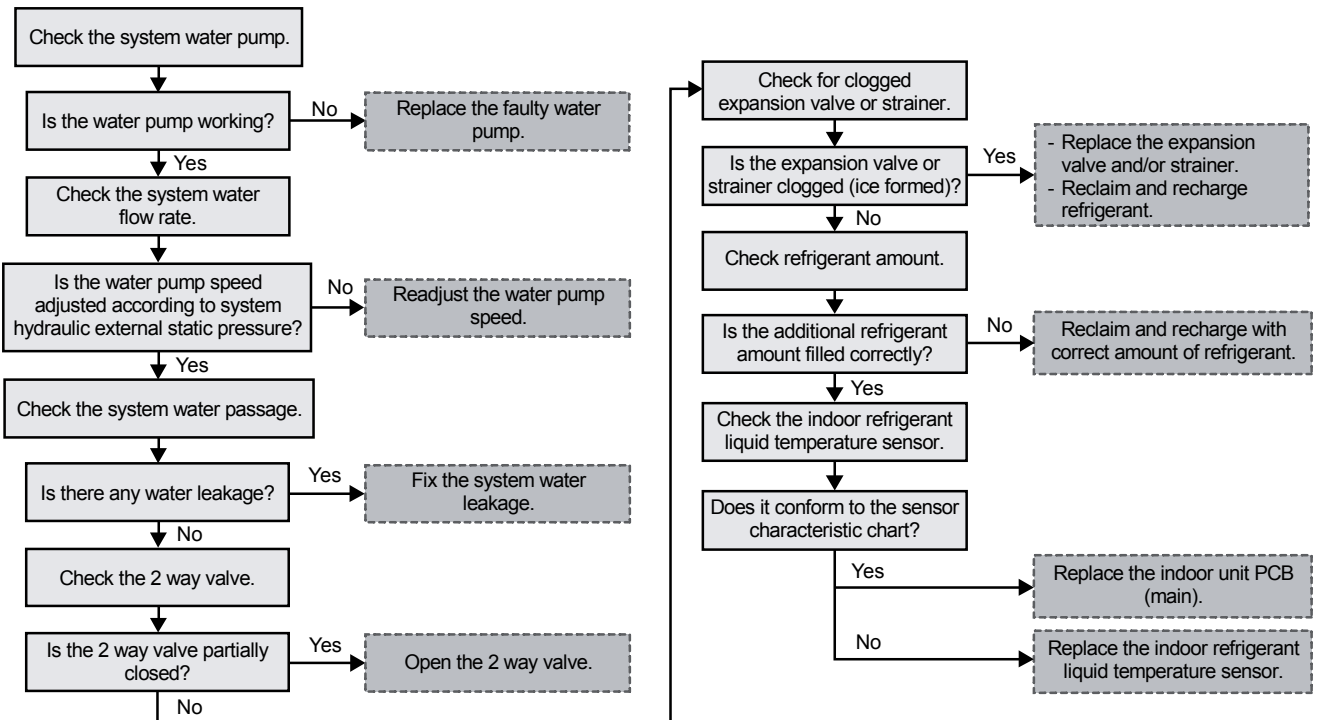 Check the system water pump.
Is the water pump working?
No
Replace the faulty water
pump.
Yes
Check the system water
flow rate.
Is the water pump speed
adjusted according to system
hydraulic external static pressure?
No
Readjust the water pump
speed.
Yes
Check the system water passage.
Is there any water leakage?
Yes
Fix the system water
leakage.
No
Check the 2 way valve.
Is the 2 way valve partially
closed?
Yes
Open the 2 way valve.
No
Check for clogged
expansion valve or strainer.
Is the expansion valve or
strainer clogged (ice formed)?
Yes
- Replace the expansion
valve and/or strainer.
- Reclaim and recharge
refrigerant.
No
Check refrigerant amount.
Is the additional refrigerant
amount filled correctly?
No
Reclaim and recharge with
correct amount of refrigerant.
Yes
Check the indoor refrigerant
liquid temperature sensor.
Does it conform to the sensor
characteristic chart?
Yes
Replace the indoor unit PCB
(main).
No
Replace the indoor refrigerant
liquid temperature sensor.